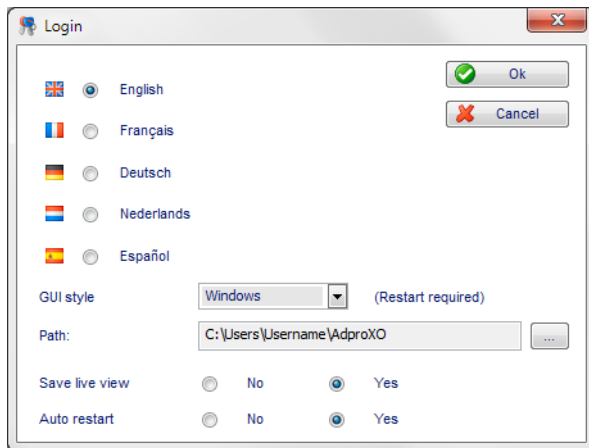 Login
English
Ok
Français
Cancel
Deutsch
Nederlands
Español
GUI style Windows (Restart required)
Path: C:\Users\Username\AdproXO ...
Save live view No Yes
Auto restart No Yes